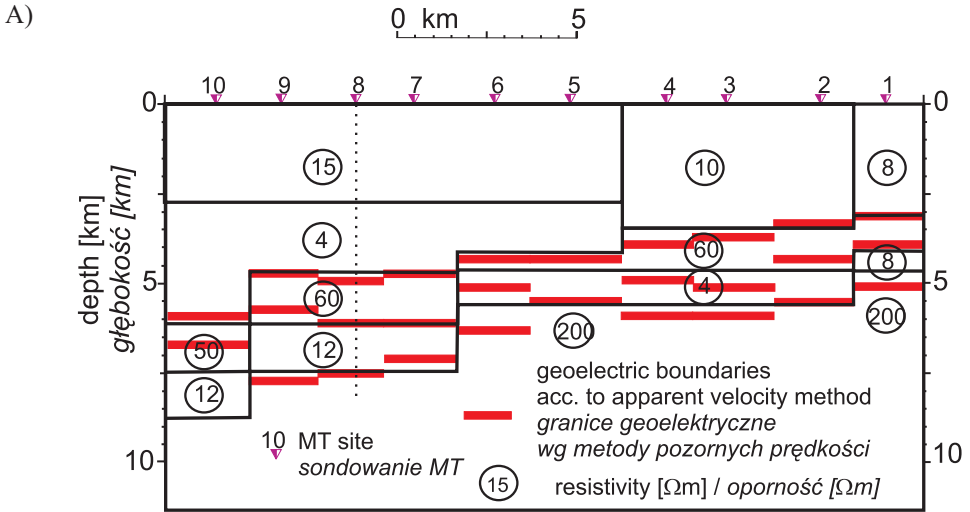 A)
0 km 5
10 9 8 7 6 5 4 3 2 1
0 0
15 10 8
depth [km]
głębokość [km]
4 60 8
5 5
60 4
200 200
50 12
12
geoelectric boundaries
acc. to apparent velocity method
granice geoelektryczne
wg metody pozornych prędkości
10 MT site
sondowanie MT
10 10
15 resistivity [Ωm] / oporność [Ωm]